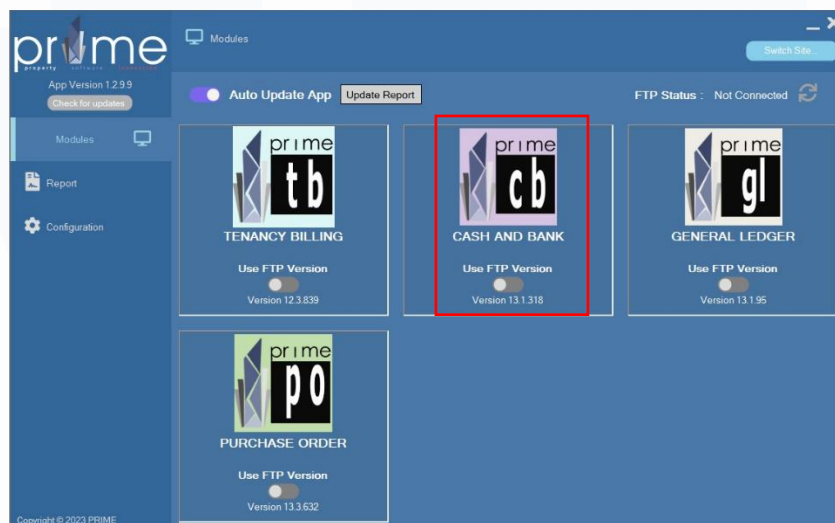 prime
property software innovation
App Version 1.2.9.9
Check for updates
Modules
Report
Configuration
Copyright © 2023 PRIME
Modules
Switch Site...
Auto Update App
Update Report
FTP Status : Not Connected
prime
tb
TENANCY BILLING
Use FTP Version
Version 12.3.839
prime
cb
CASH AND BANK
Use FTP Version
Version 13.1.318
prime
gl
GENERAL LEDGER
Use FTP Version
Version 13.1.95
prime
po
PURCHASE ORDER
Use FTP Version
Version 13.3.632